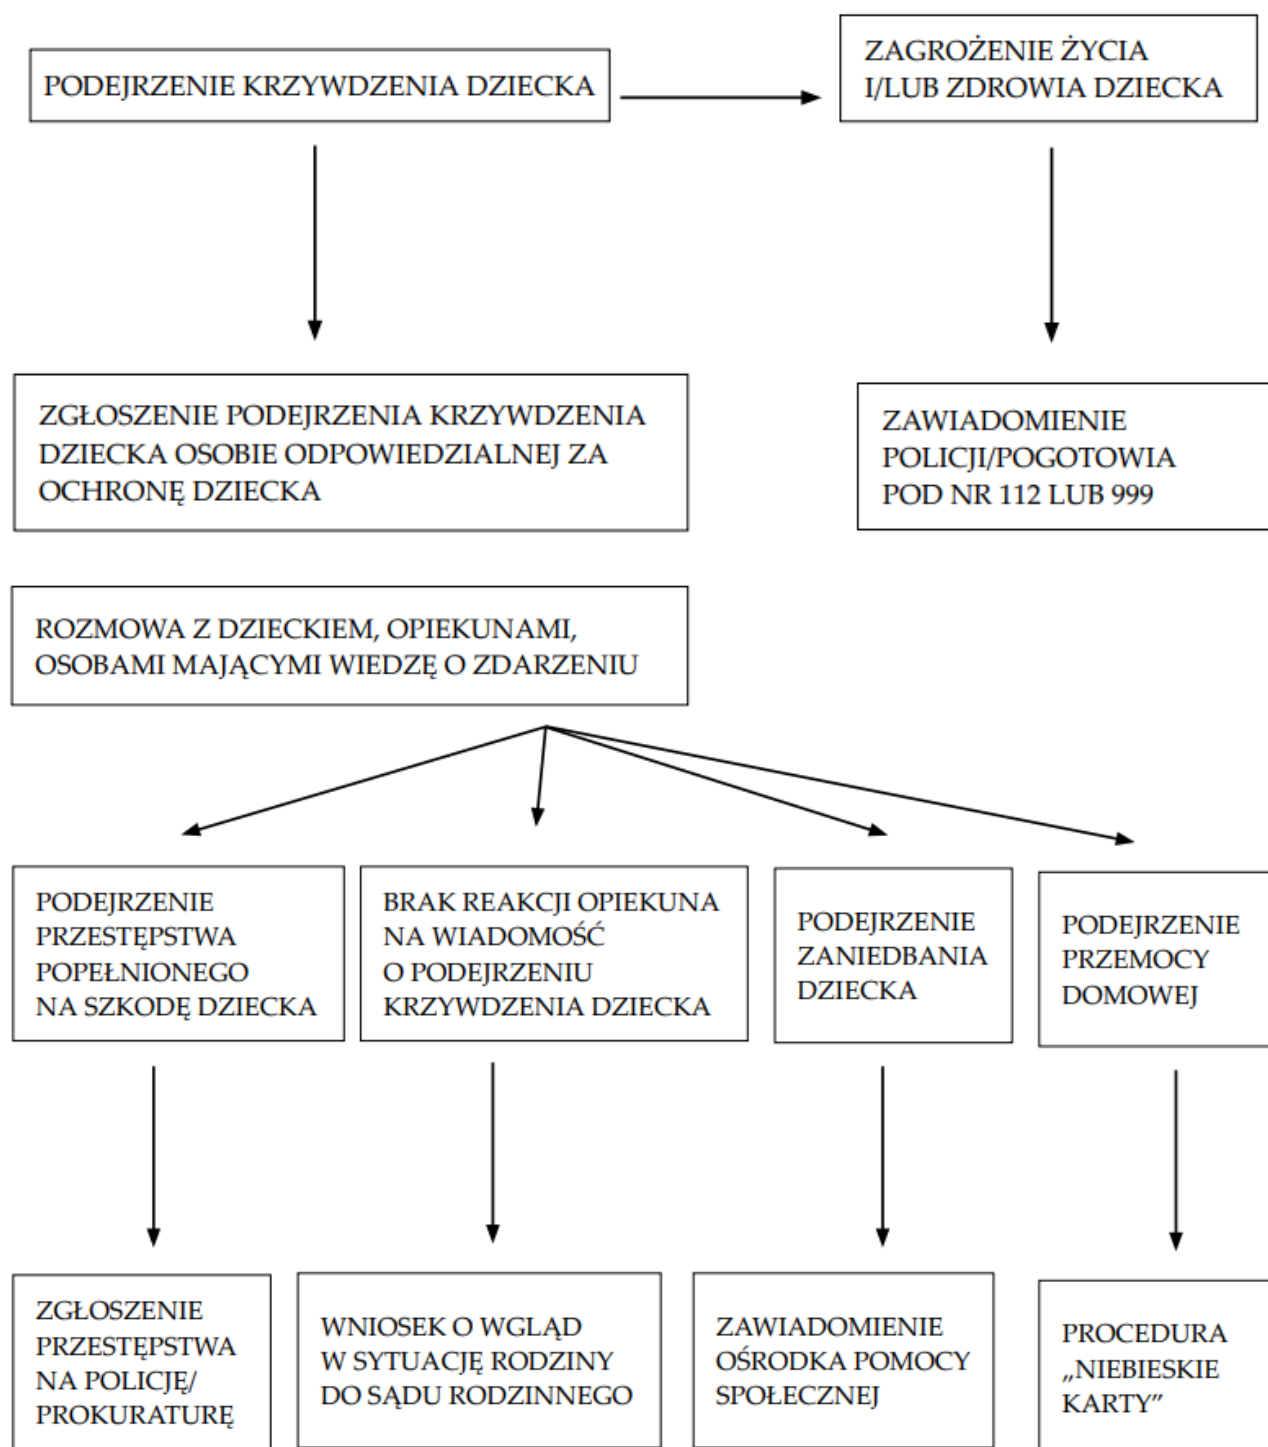 PODEJRZENIE KRZYWDZENIA DZIECKA
ZAGROŻENIE ŻYCIA
I/LUB ZDROWIA DZIECKA
ZGŁOSZENIE PODEJRZENIA KRZYWDZENIA
DZIECKA OSOBIE ODPOWIEDZIALNEJ ZA
OCHRONĘ DZIECKA
ZAWIADOMIENIE
POLICJI/POGOTOWIA
POD NR 112 LUB 999
ROZMOWA Z DZIECKIEM, OPIEKUNAMI,
OSOBAMI MAJĄCYMI WIEDZĘ O ZDARZENIU
PODEJRZENIE
PRZESTĘPSTWA
POPEŁNIONEGO
NA SZKODĘ DZIECKA
BRAK REAKCJI OPIEKUNA
NA WIADOMOŚĆ
O PODEJRZENIU
KRZYWDZENIA DZIECKA
PODEJRZENIE
ZANIEDBANIA
DZIECKA
PODEJRZENIE
PRZEMOCY
DOMOWEJ
ZGŁOSZENIE
PRZESTĘPSTWA
NA POLICJĘ/
PROKURATURĘ
WNIOSEK O WGLĄD
W SYTUACJĘ RODZINY
DO SĄDU RODZINNEGO
ZAWIADOMIENIE
OŚRODKA POMOCY
SPOŁECZNEJ
PROCEDURA
„NIEBIESKIE
KARTY”